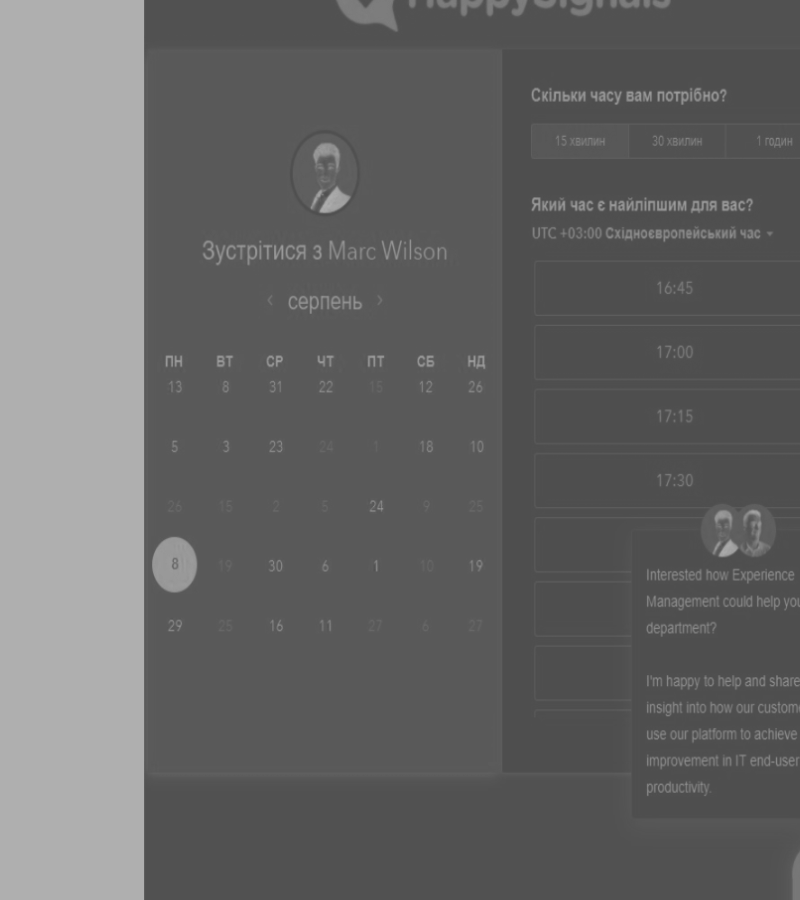 HappySignals
Зустрітися з Marc Wilson
серпень
ПН ВТ СР ЧТ ПТ СБ НД
13 8 31 22 15 12 26
5 3 23 24 1 18 10
26 15 2 5 24 9 25
8 19 30 6 1 10 19
29 25 16 11 27 6 27
Скільки часу вам потрібно?
15 хвилин 30 хвилин 1 годин
Який час є найліпшим для вас?
UTC +03:00 Східноєвропейський час
16:45
17:00
17:15
17:30
Interested how Experience
Management could help you
department?
I'm happy to help and share
insight into how our custome
use our platform to achieve
improvement in IT end-user
productivity.